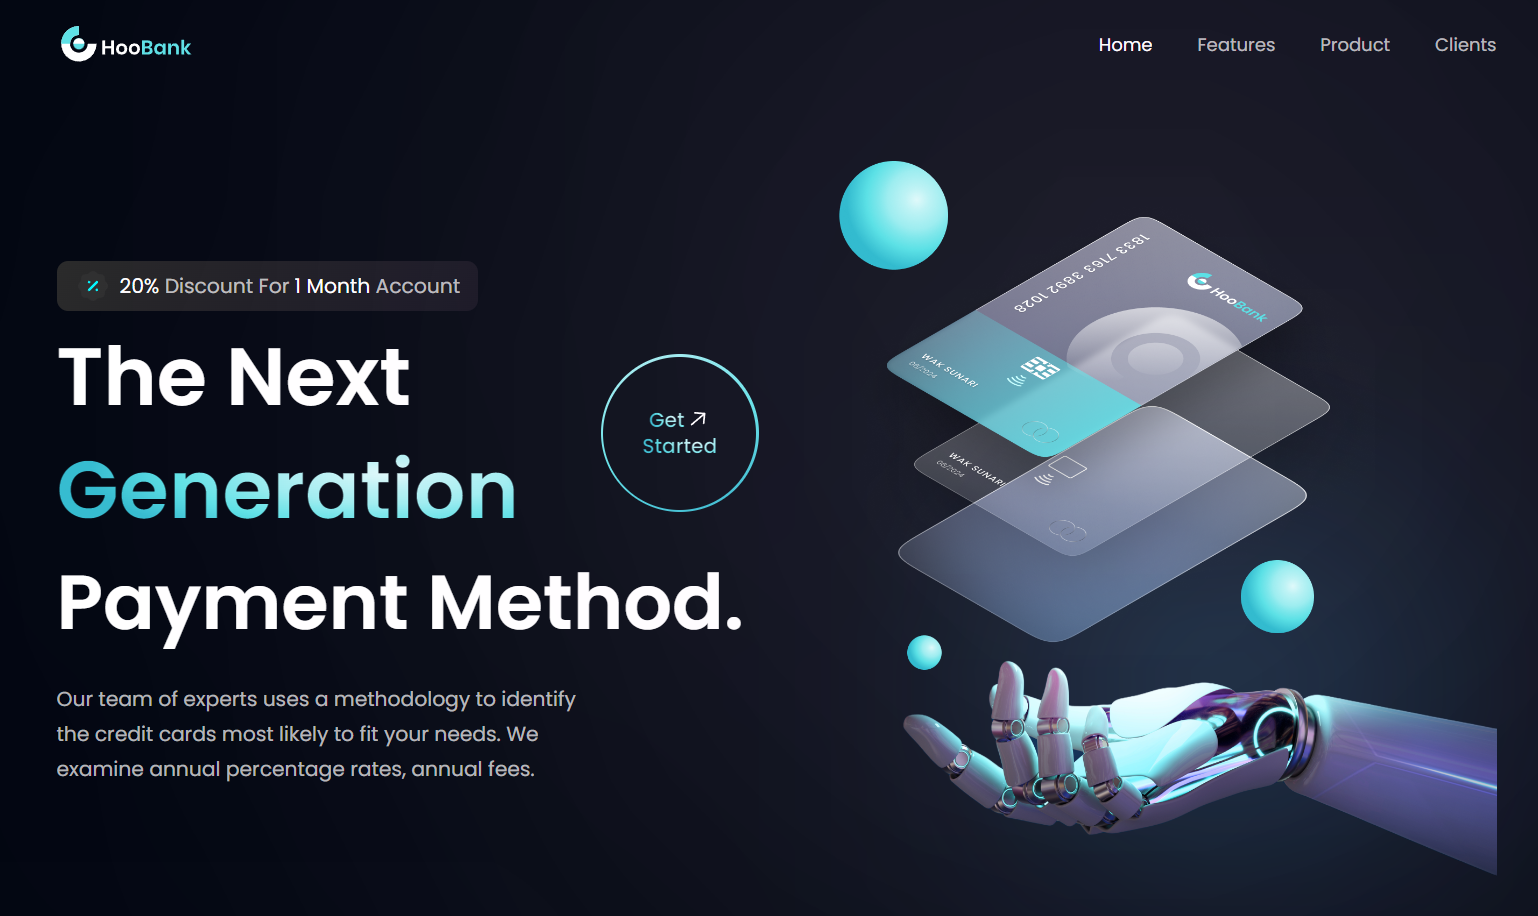 HooBank
Home Features Product Clients
20% Discount For 1 Month Account
The Next
Generation
Payment Method.
Get
Started
Our team of experts uses a methodology to identify
the credit cards most likely to fit your needs. We
examine annual percentage rates, annual fees.
1833 7163 3892 1028
HooBank
WAK SUNARI
08/2024
WAK SUNARI
08/2024